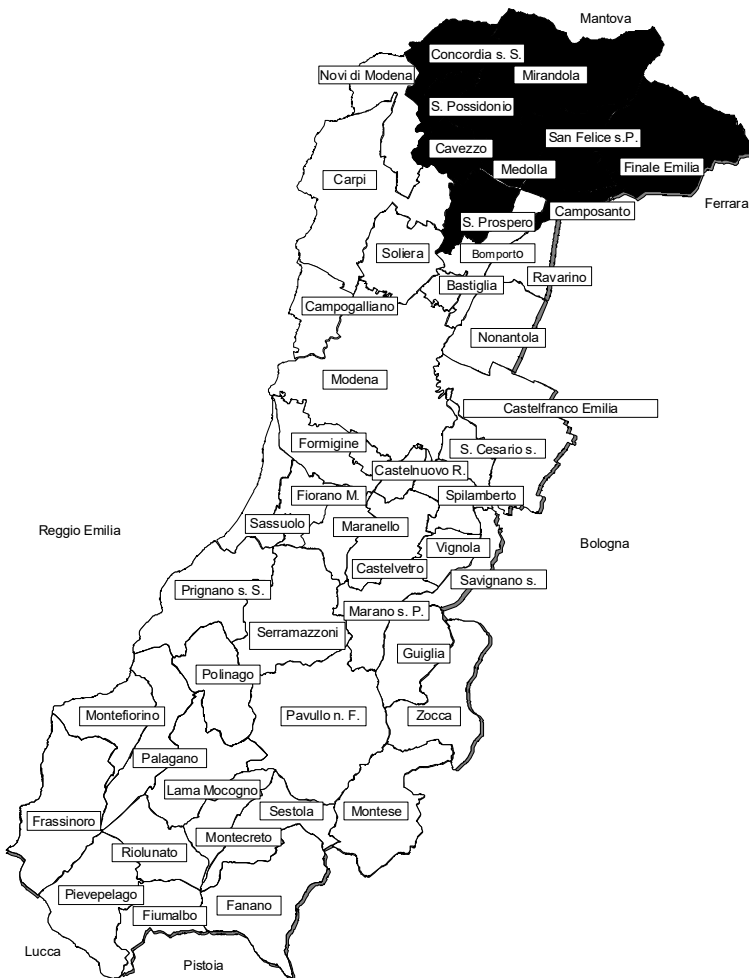 Mantova
Concordia s. S.
Novi di Modena
Mirandola
S. Possidonio
San Felice s.P.
Cavezzo
Medolla
Finale Emilia
Carpi
Ferrara
Camposanto
S. Prospero
Soliera
Bomporto
Ravarino
Bastiglia
Campogalliano
Nonantola
Modena
Castelfranco Emilia
Formigine
S. Cesario s.
Castelnuovo R.
Fiorano M.
Spilamberto
Sassuolo
Maranello
Reggio Emilia
Bologna
Vignola
Castelvetro
Savignano s.
Prignano s. S.
Marano s. P.
Serramazzoni
Guiglia
Polinago
Montefiorino
Pavullo n. F.
Zocca
Palagano
Lama Mocogno
Sestola
Montese
Frassinoro
Montecreto
Riolunato
Pievepelago
Fanano
Fiumalbo
Lucca
Pistoia